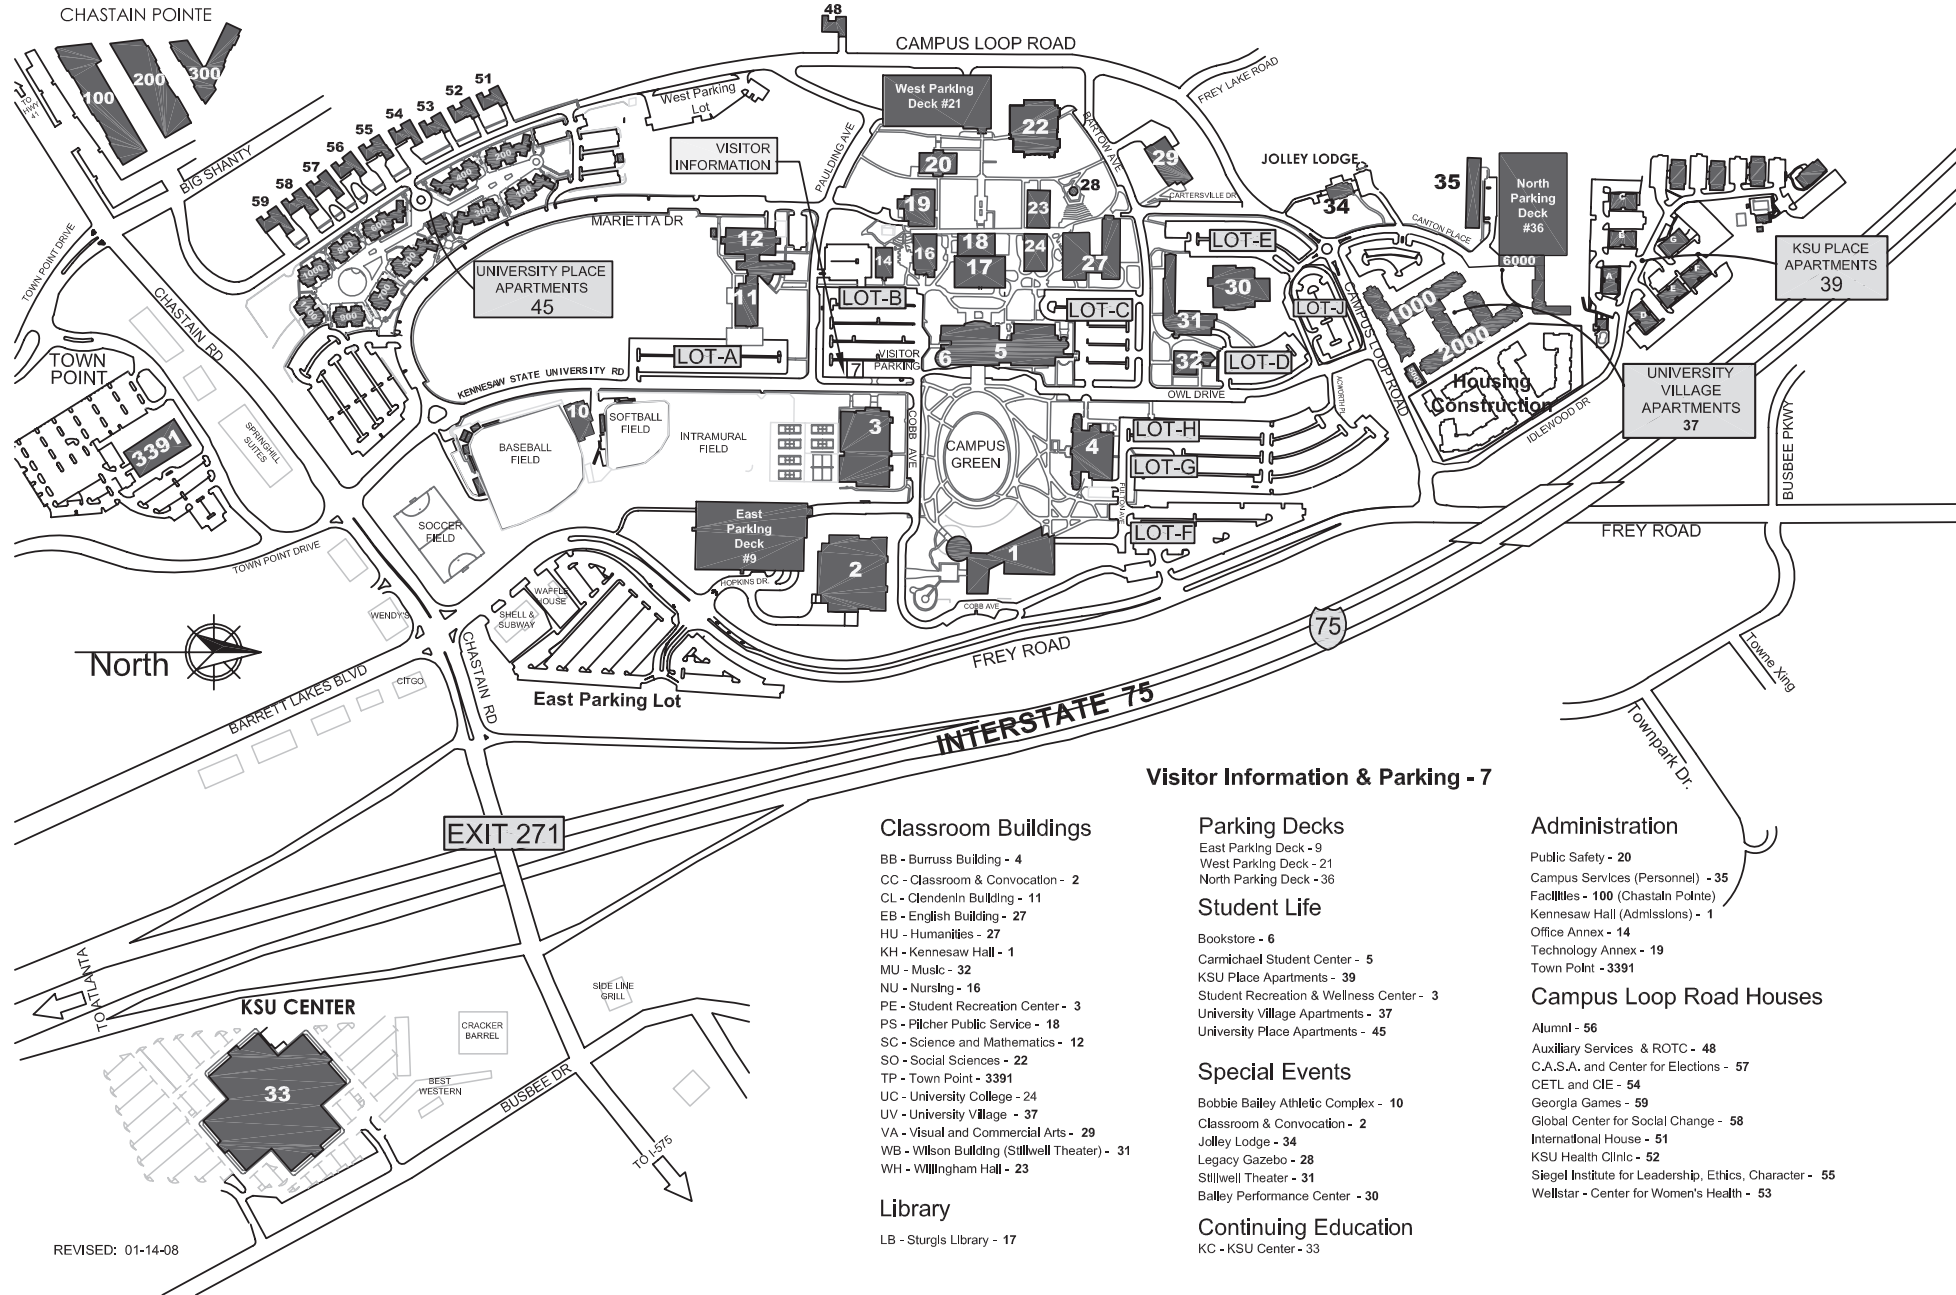 CHASTAIN POINTE
100
200
300
TO
HWY
41
BIG SHANTY
59
58
57
56
55
54
53
52
51
48
CAMPUS LOOP ROAD
FREY LAKE ROAD
West Parking
Lot
West Parking
Deck #21
VISITOR
INFORMATION
PAULDING AVE
BARTOW AVE
22
20
29
28
CARTERSVILLE DR
19
23
JOLLEY LODGE
34
35
North
Parking
Deck
#36
CANTON PLACE
6000
C
B
A
G
F
E
D
KSU PLACE
APARTMENTS
39
TOWN POINT DRIVE
CHASTAIN RD
MARIETTA DR
UNIVERSITY PLACE
APARTMENTS
45
12
11
14
16
18
17
24
27
LOT-E
30
31
32
LOT-B
LOT-C
LOT-J
LOT-A
LOT-D
VISITOR
PARKING
7
6
5
CAMPUS LOOP ROAD
1000
2000
Housing
Construction
UNIVERSITY
VILLAGE
APARTMENTS
37
IDLEWOOD DR
BUSBEE PKWY
TOWN
POINT
3391
SPRINGHILL
SUITES
KENNESAW STATE UNIVERSITY RD
10
SOFTBALL
FIELD
BASEBALL
FIELD
INTRAMURAL
FIELD
3
COBB AVE
CAMPUS
GREEN
4
OWL DRIVE
ACWORTH PL
LOT-H
LOT-G
LOT-F
FULTON AVE
SOCCER
FIELD
East
Parking
Deck
#9
HOPKINS DR.
2
1
COBB AVE
FREY ROAD
TOWN POINT DRIVE
WENDY'S
WAFFLE
HOUSE
SHELL &
SUBWAY
CHASTAIN RD
East Parking Lot
FREY ROAD
75
INTERSTATE 75
North
BARRETT LAKES BLVD
CITGO
EXIT 271
Towne Xing
Townpark Dr.
TO ATLANTA
KSU CENTER
33
SIDE LINE
GRILL
CRACKER
BARREL
BEST
WESTERN
BUSBEE DR
TO I-575
REVISED: 01-14-08
Visitor Information & Parking - 7
Classroom Buildings
BB - Burruss Building - 4
CC - Classroom & Convocation - 2
CL - Clendenin Building - 11
EB - English Building - 27
HU - Humanities - 27
KH - Kennesaw Hall - 1
MU - Music - 32
NU - Nursing - 16
PE - Student Recreation Center - 3
PS - Pilcher Public Service - 18
SC - Science and Mathematics - 12
SO - Social Sciences - 22
TP - Town Point - 3391
UC - University College - 24
UV - University Village - 37
VA - Visual and Commercial Arts - 29
WB - Wilson Building (Stillwell Theater) - 31
WH - Willingham Hall - 23
Library
LB - Sturgis Library - 17
Parking Decks
East Parking Deck - 9
West Parking Deck - 21
North Parking Deck - 36
Student Life
Bookstore - 6
Carmichael Student Center - 5
KSU Place Apartments - 39
Student Recreation & Wellness Center - 3
University Village Apartments - 37
University Place Apartments - 45
Special Events
Bobbie Bailey Athletic Complex - 10
Classroom & Convocation - 2
Jolley Lodge - 34
Legacy Gazebo - 28
Stillwell Theater - 31
Bailey Performance Center - 30
Continuing Education
KC - KSU Center - 33
Administration
Public Safety - 20
Campus Services (Personnel) - 35
Facilities - 100 (Chastain Pointe)
Kennesaw Hall (Admissions) - 1
Office Annex - 14
Technology Annex - 19
Town Point - 3391
Campus Loop Road Houses
Alumni - 56
Auxiliary Services & ROTC - 48
C.A.S.A. and Center for Elections - 57
CETL and CIE - 54
Georgia Games - 59
Global Center for Social Change - 58
International House - 51
KSU Health Clinic - 52
Siegel Institute for Leadership, Ethics, Character - 55
Wellstar - Center for Women's Health - 53